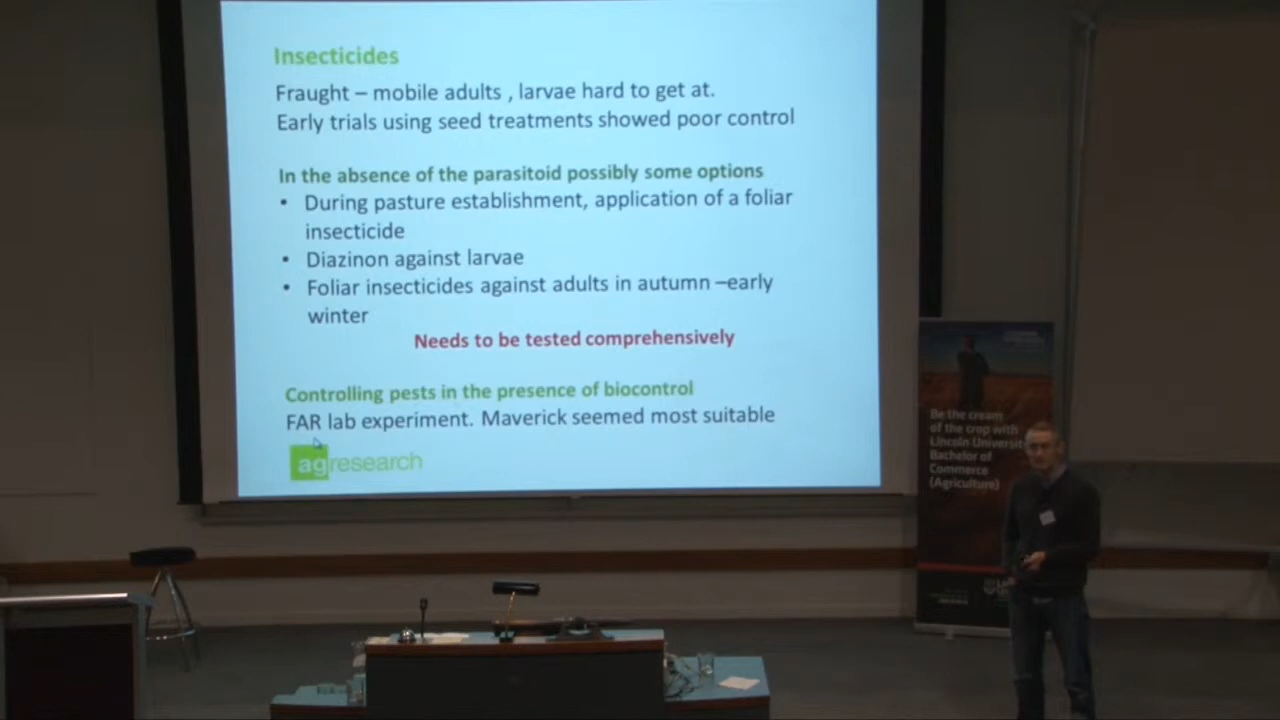 Insecticides
Fraught – mobile adults , larvae hard to get at.
Early trials using seed treatments showed poor control
In the absence of the parasitoid possibly some options
• During pasture establishment, application of a foliar
insecticide
• Diazinon against larvae
• Foliar insecticides against adults in autumn –early
winter
Needs to be tested comprehensively
Controlling pests in the presence of biocontrol
FAR lab experiment. Maverick seemed most suitable
agresearch
Be the cream
of the crop with
Lincoln University
Bachelor of
Commerce
(Agriculture)